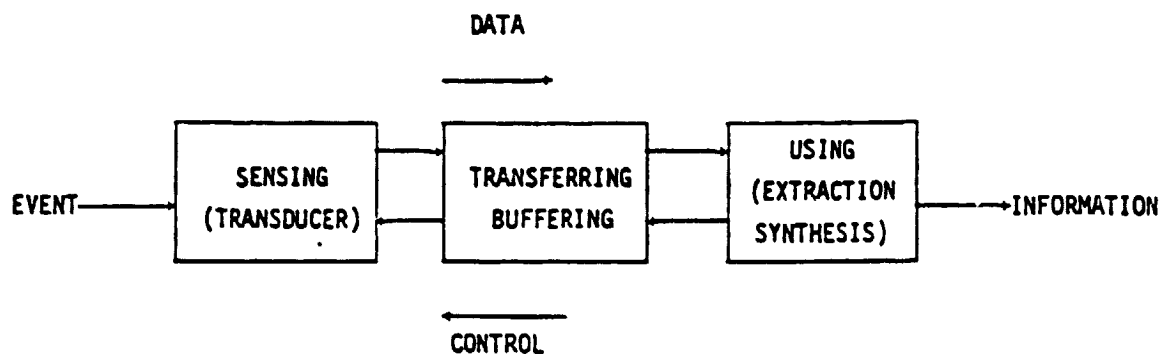 DATA
EVENT
SENSING
(TRANSDUCER)
TRANSFERRING
BUFFERING
USING
(EXTRACTION
SYNTHESIS)
INFORMATION
CONTROL